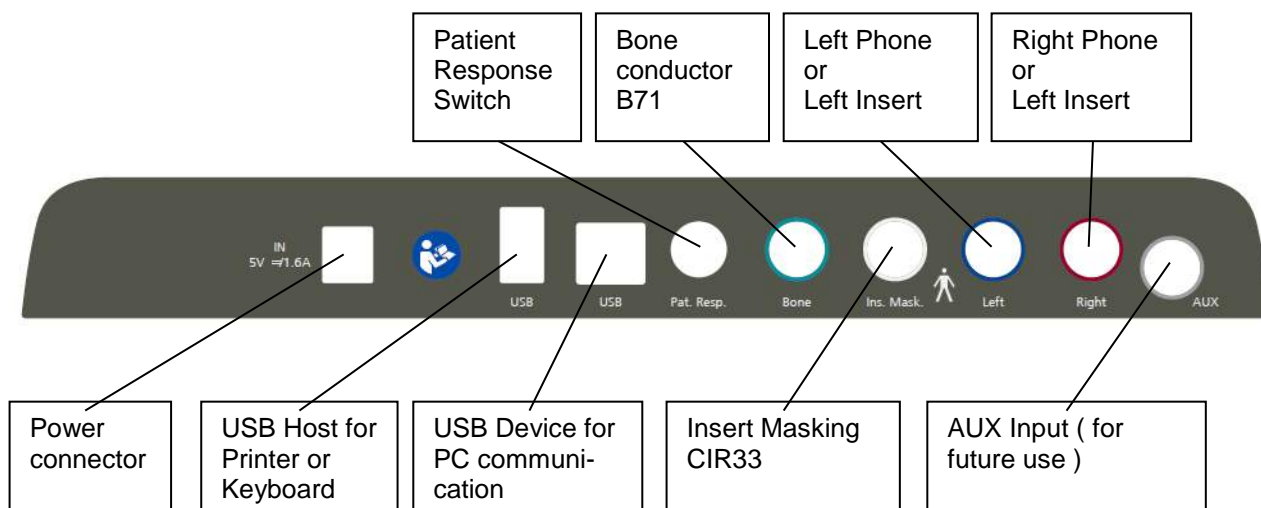 Patient
Response
Switch
Bone
conductor
B71
Left Phone
or
Left Insert
Right Phone
or
Left Insert
IN
5V ⎓/1.6A
USB
USB
Pat. Resp.
Bone
Ins. Mask.
Left
Right
AUX
Power
connector
USB Host for
Printer or
Keyboard
USB Device for
PC communi-
cation
Insert Masking
CIR33
AUX Input ( for
future use )